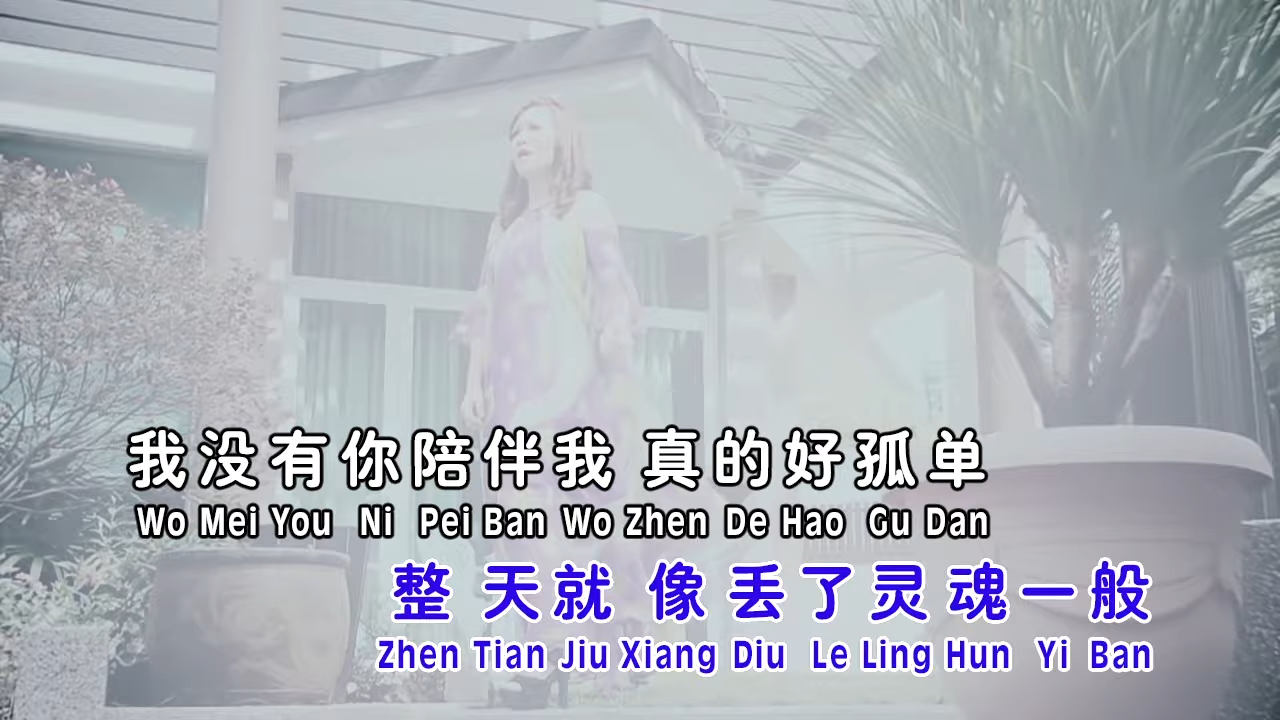 我没有你陪伴我 真的好孤单
Wo Mei You Ni Pei Ban Wo Zhen De Hao Gu Dan
整天就像丢了灵魂一般
Zhen Tian Jiu Xiang Diu Le Ling Hun Yi Ban